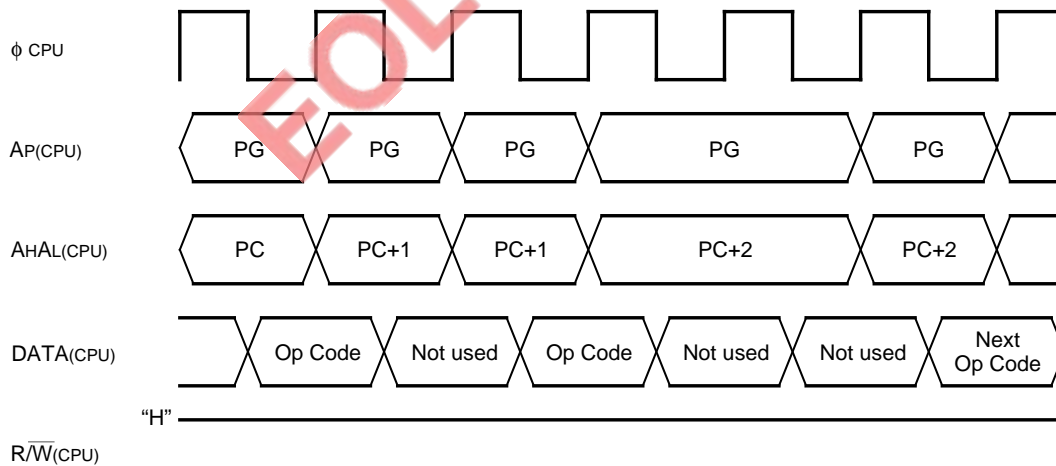 φ CPU
AP(CPU) PG PG PG PG PG
AHAL(CPU) PC PC+1 PC+1 PC+2 PC+2
DATA(CPU) Op Code Not used Op Code Not used Not used Next Op Code
“H”
R/W̅(CPU)
EOL